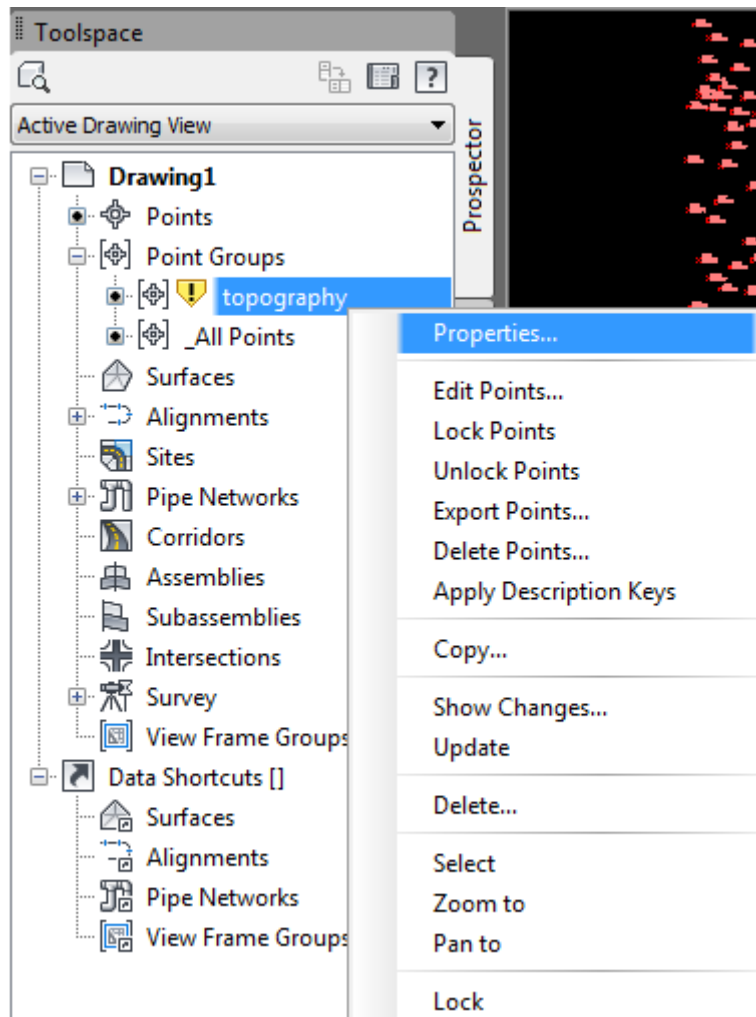 Toolspace
?
Active Drawing View
Prospector
Drawing1
Points
Point Groups
topography
_All Points
Surfaces
Alignments
Sites
Pipe Networks
Corridors
Assemblies
Subassemblies
Intersections
Survey
View Frame Groups
Data Shortcuts []
Surfaces
Alignments
Pipe Networks
View Frame Groups
Properties...
Edit Points...
Lock Points
Unlock Points
Export Points...
Delete Points...
Apply Description Keys
Copy...
Show Changes...
Update
Delete...
Select
Zoom to
Pan to
Lock